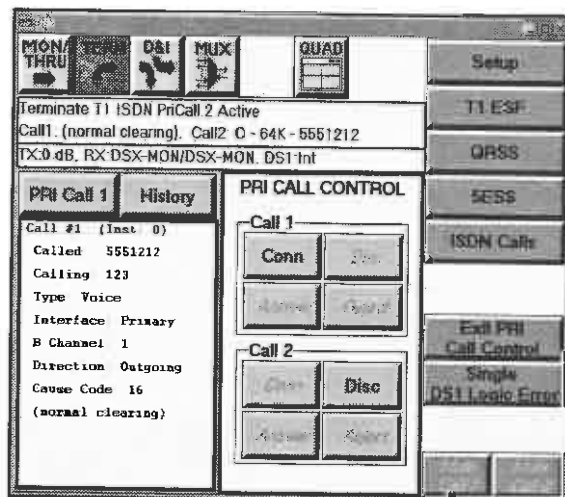 MON/ THRU
TERM
D&I
MUX
QUAD
Terminate T1 ISDN PriCall 2 Active
Call1. (normal clearing). Call2 O - 64K - 5551212
TX:0 dB, RX:DSX-MON/DSX-MON. DS1:Int
PRI Call 1
History
Call #1 (Inst 0)
Called 5551212
Calling 123
Type Voice
Interface Primary
B Channel 1
Direction Outgoing
Cause Code 16
(normal clearing)
PRI CALL CONTROL
Call 1
Conn
Call 2
Disc
Setup
T1 ESF
QRSS
5ESS
ISDN Calls
Exit PRI
Call Control
Single
DS1 Logic Error